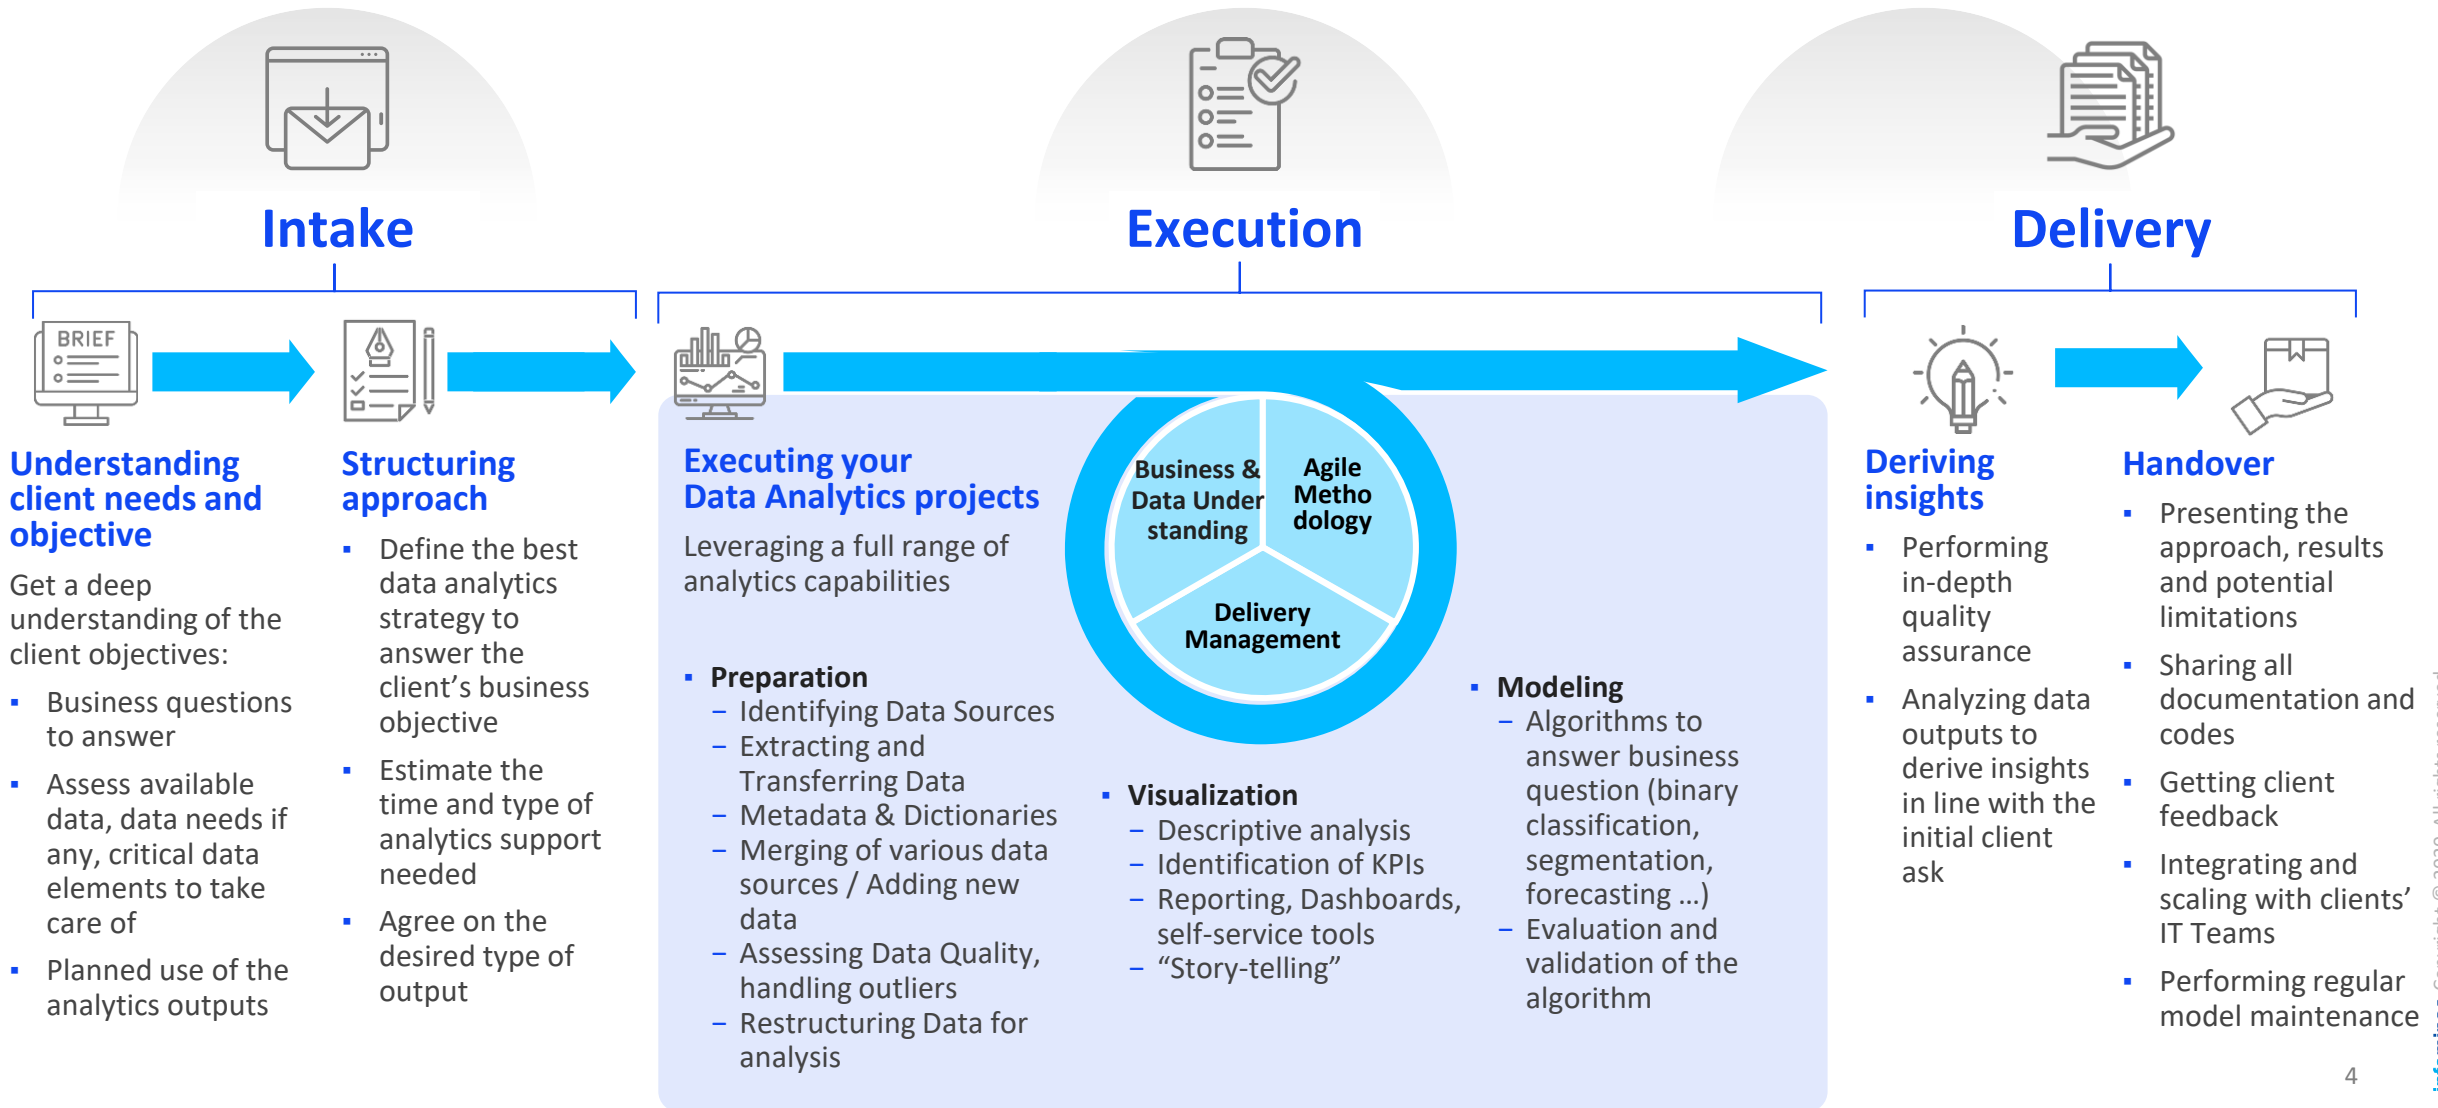 Intake
Execution
Delivery
BRIEF
Understanding
client needs and
objective
Get a deep
understanding of the
client objectives:
▪ Business questions
to answer
▪ Assess available
data, data needs if
any, critical data
elements to take
care of
▪ Planned use of the
analytics outputs
Structuring
approach
▪ Define the best
data analytics
strategy to
answer the
client’s business
objective
▪ Estimate the
time and type of
analytics support
needed
▪ Agree on the
desired type of
output
Executing your
Data Analytics projects
Leveraging a full range of
analytics capabilities
▪ Preparation
– Identifying Data Sources
– Extracting and
Transferring Data
– Metadata & Dictionaries
– Merging of various data
sources / Adding new
data
– Assessing Data Quality,
handling outliers
– Restructuring Data for
analysis
Business &
Data Under
standing
Agile
Metho
dology
Delivery
Management
▪ Visualization
– Descriptive analysis
– Identification of KPIs
– Reporting, Dashboards,
self-service tools
– “Story-telling”
▪ Modeling
– Algorithms to
answer business
question (binary
classification,
segmentation,
forecasting ...)
– Evaluation and
validation of the
algorithm
Deriving
insights
▪ Performing
in-depth
quality
assurance
▪ Analyzing data
outputs to
derive insights
in line with the
initial client
ask
Handover
▪ Presenting the
approach, results
and potential
limitations
▪ Sharing all
documentation and
codes
▪ Getting client
feedback
▪ Integrating and
scaling with clients’
IT Teams
▪ Performing regular
model maintenance
4